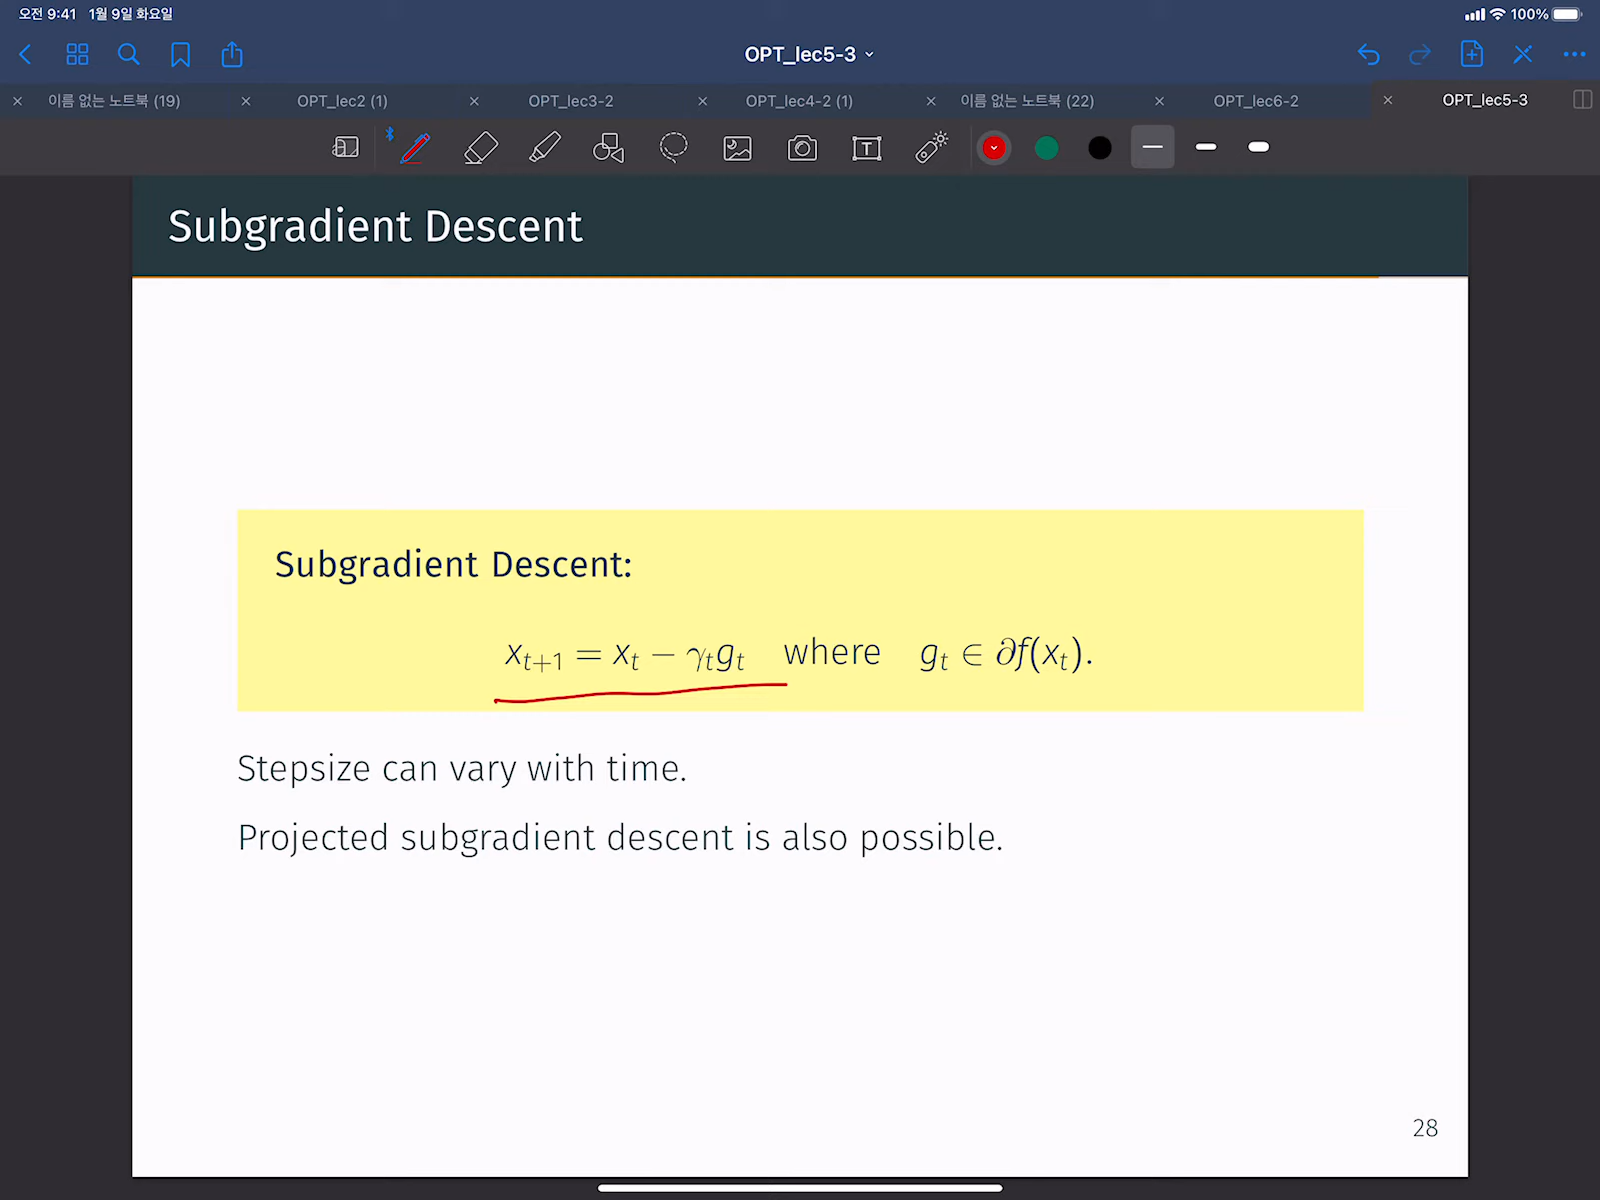 오전 9:41 1월 9일 화요일 100%
OPT_lec5-3
이름 없는 노트북 (19) OPT_lec2 (1) OPT_lec3-2 OPT_lec4-2 (1) 이름 없는 노트북 (22) OPT_lec6-2 OPT_lec5-3
T
Subgradient Descent
Subgradient Descent:
x_{t+1} = x_t − γ_t g_t where g_t ∈ ∂f(x_t).
Stepsize can vary with time.
Projected subgradient descent is also possible.
28